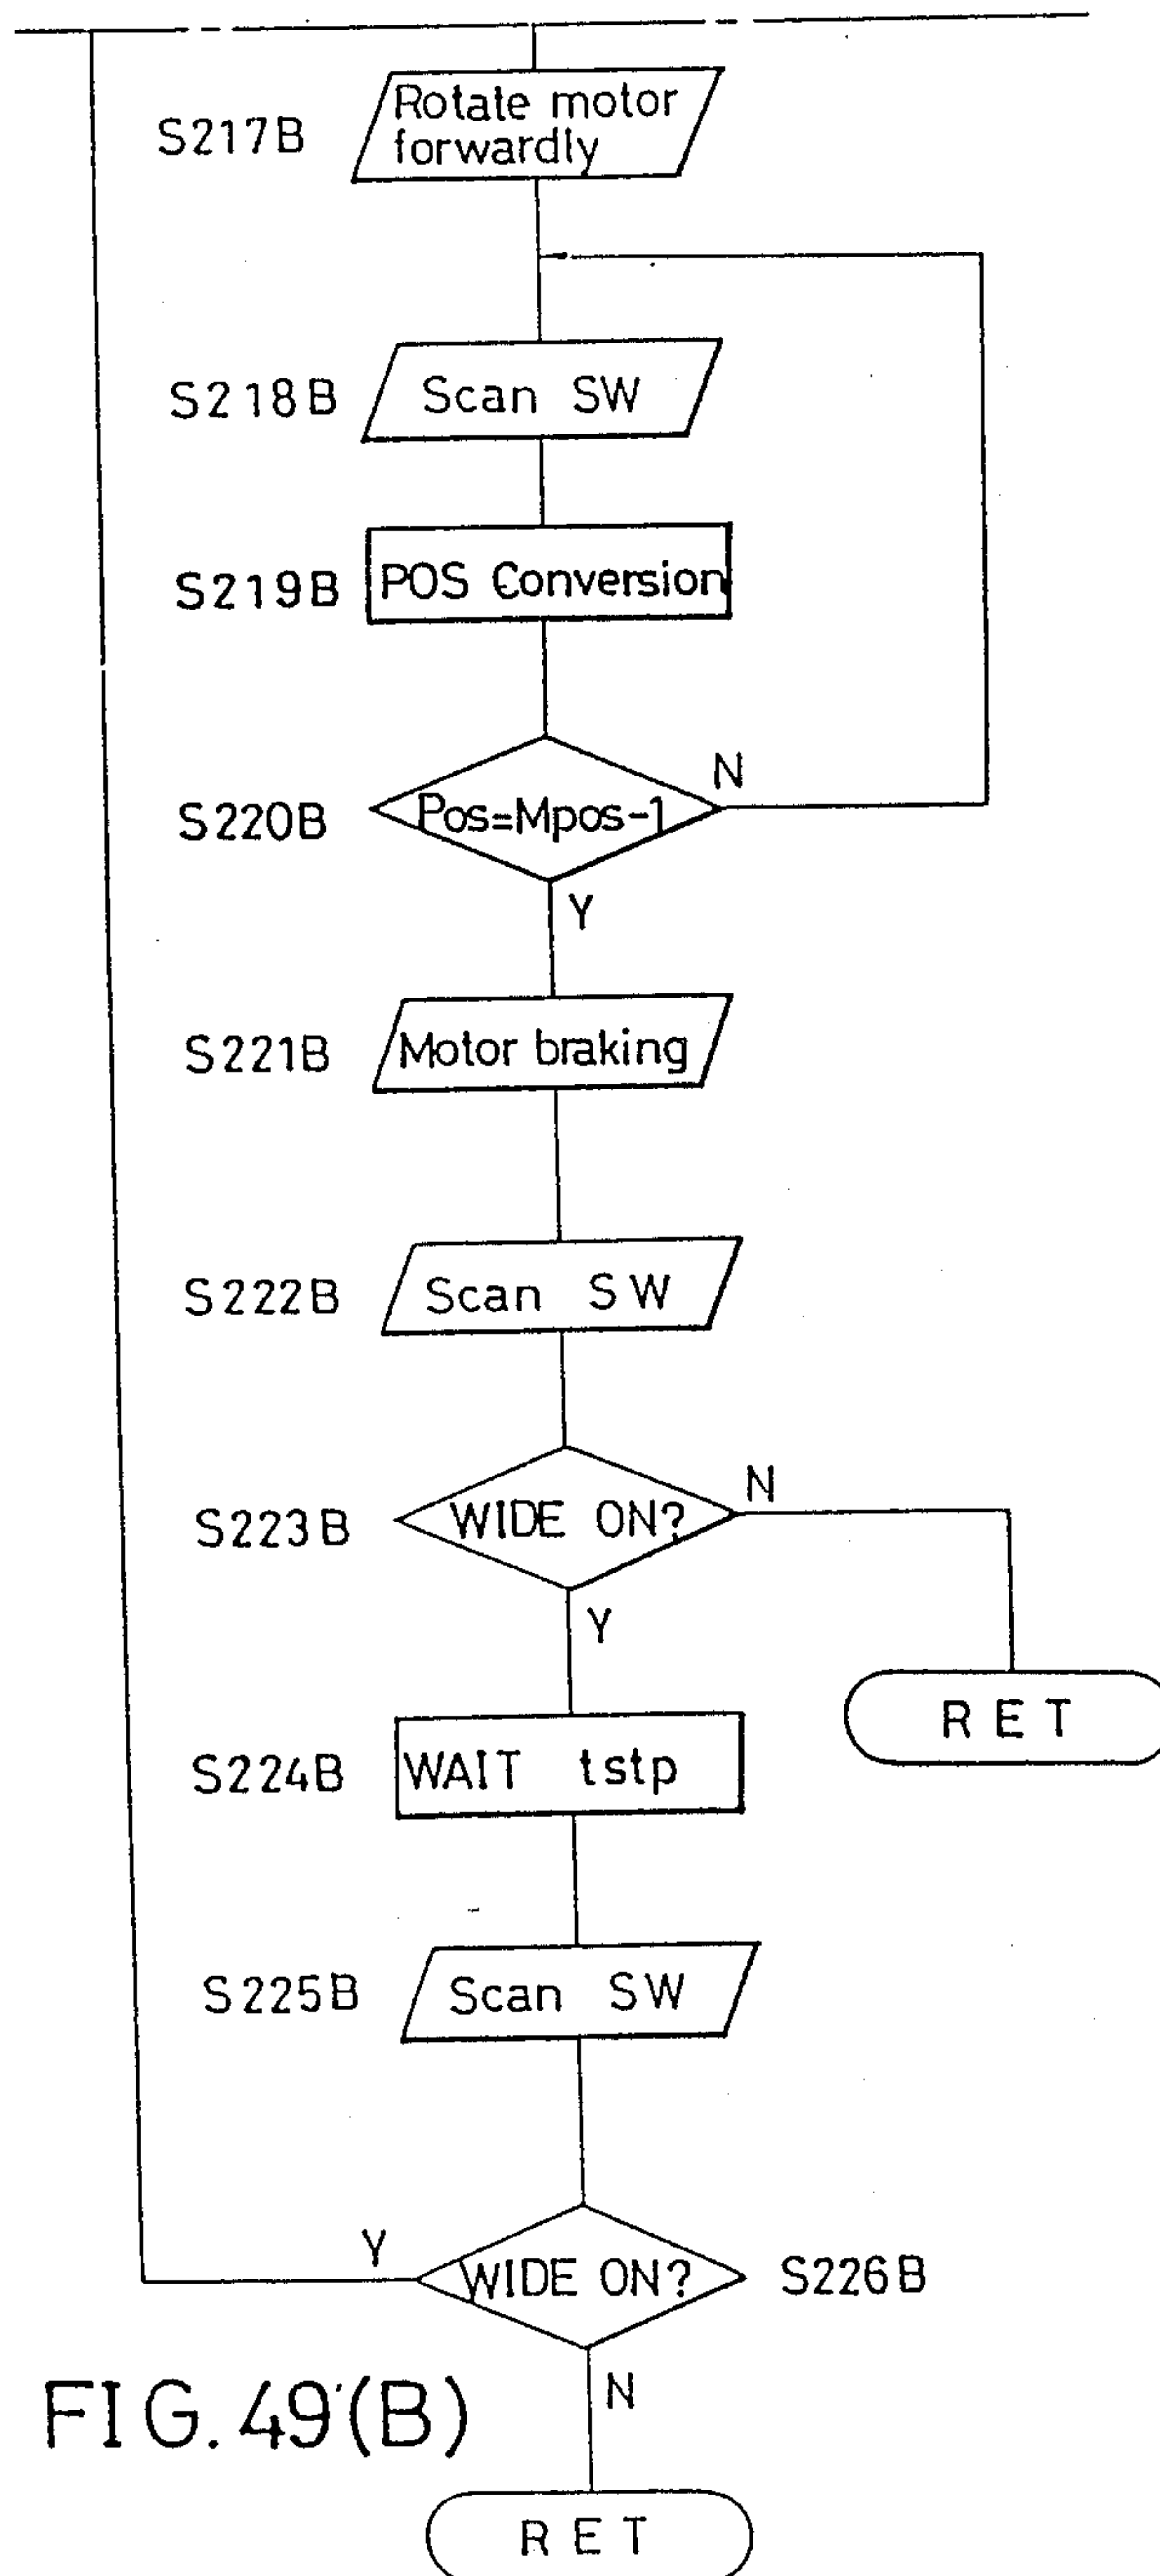 Rotate motor
forwardly
S217B
Scan SW
S218B
POS Conversion
S219B
N
Pos=Mpos-1
S220B
Y
Motor braking
S221B
Scan SW
S222B
N
WIDE ON?
S223B
Y
RET
WAIT tstp
S224B
Scan SW
S225B
Y
WIDE ON?
S226B
N
FIG. 49(B)
RET